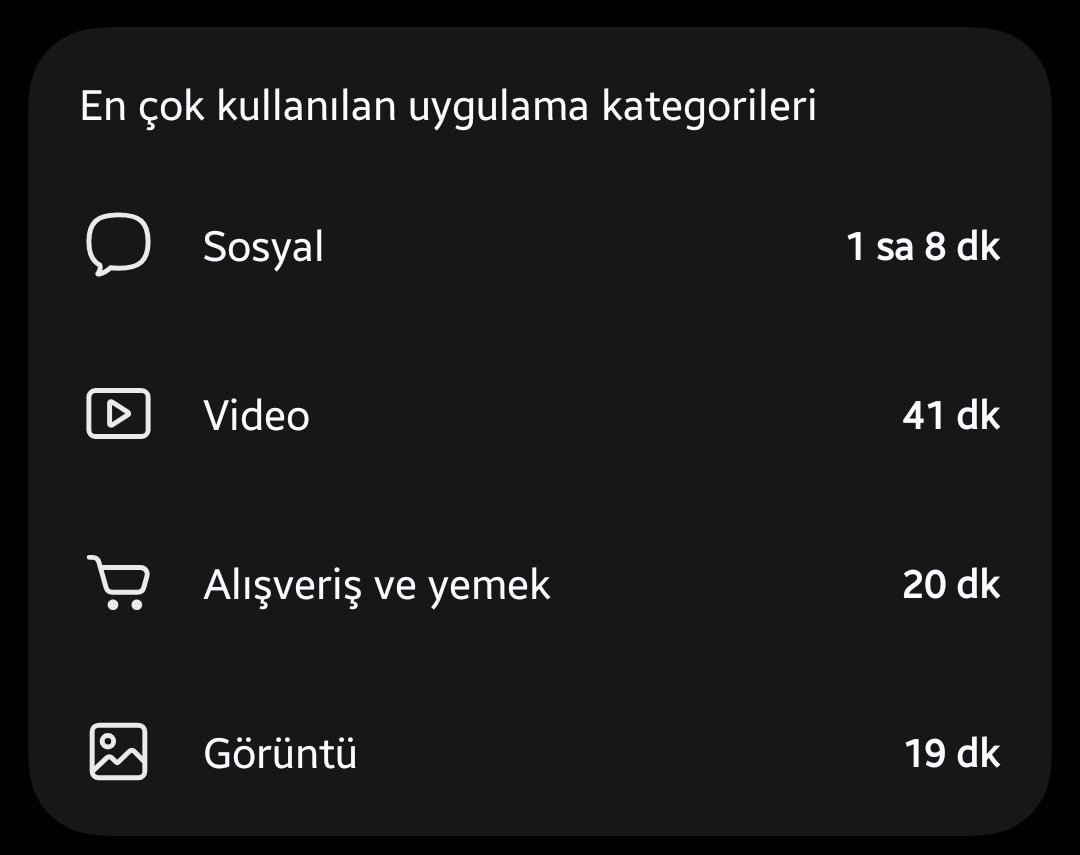 En çok kullanılan uygulama kategorileri
Sosyal 1 sa 8 dk
Video 41 dk
Alışveriş ve yemek 20 dk
Görüntü 19 dk